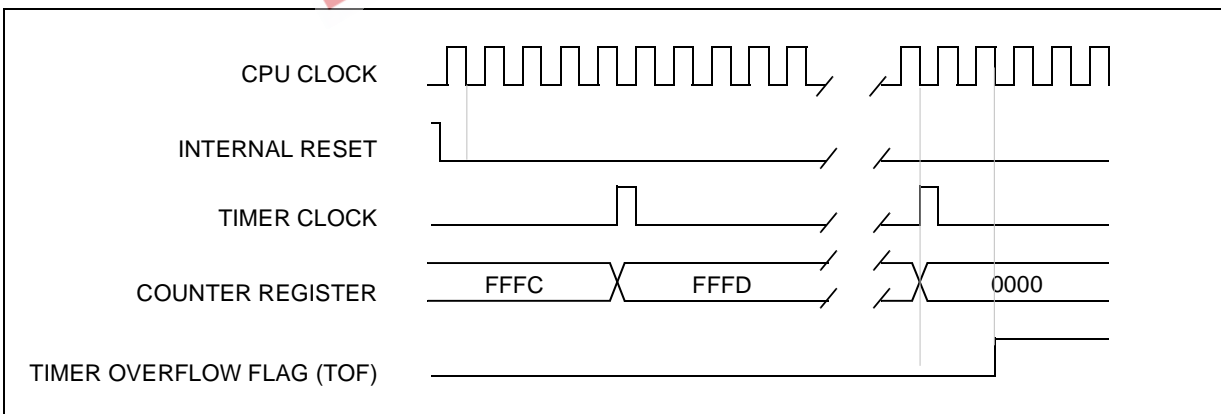 CPU CLOCK
INTERNAL RESET
TIMER CLOCK
COUNTER REGISTER FFFC FFFD 0000
TIMER OVERFLOW FLAG (TOF)